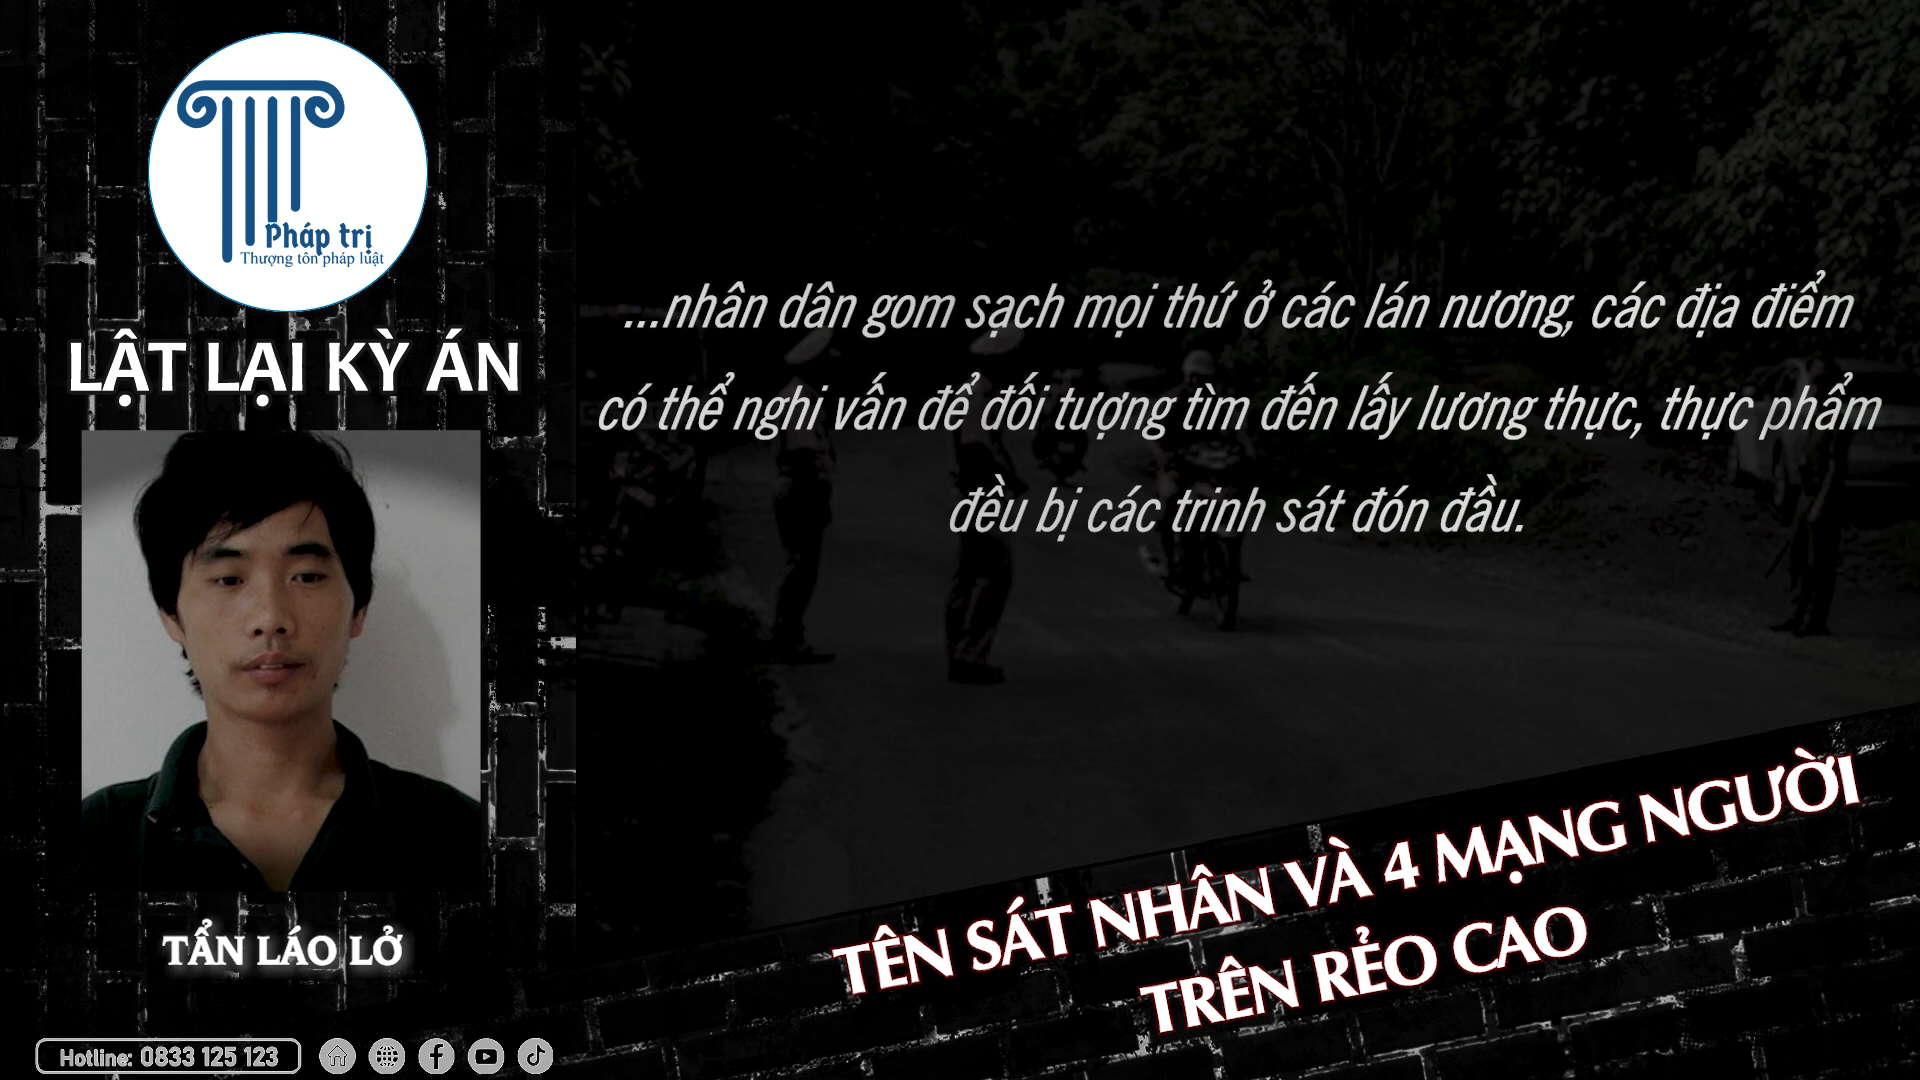 Pháp trị
Thượng tôn pháp luật
LẬT LẠI KỲ ÁN
TẨN LÁO LỞ
Hotline: 0833 125 123
...nhân dân gom sạch mọi thứ ở các lán nương, các địa điểm
có thể nghi vấn để đối tượng tìm đến lấy lương thực, thực phẩm
đều bị các trinh sát đón đầu.
TÊN SÁT NHÂN VÀ 4 MẠNG NGƯỜI
TRÊN RẺO CAO